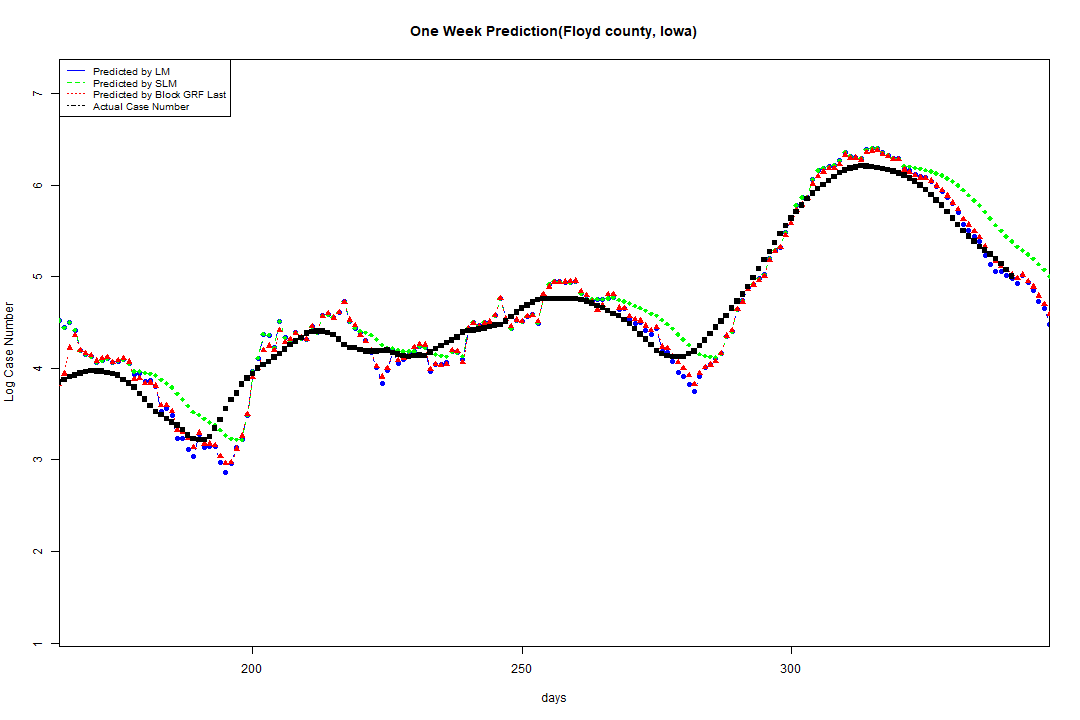 One Week Prediction(Floyd county, Iowa)
Predicted by LM
Predicted by SLM
Predicted by Block GRF Last
Actual Case Number
7
6
5
4
3
2
1
Log Case Number
200
250
300
days